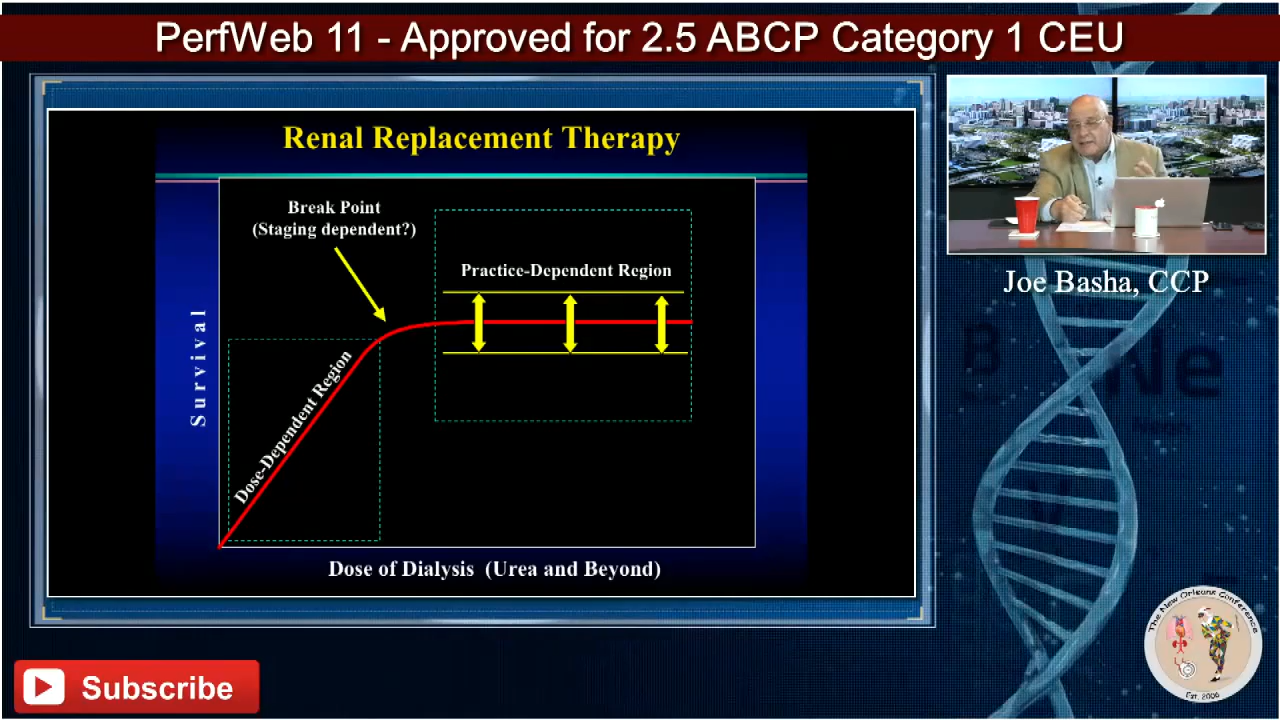 PerfWeb 11 - Approved for 2.5 ABCP Category 1 CEU
Renal Replacement Therapy
Break Point
(Staging dependent?)
Practice-Dependent Region
Survival
Dose-Dependent Region
Dose of Dialysis (Urea and Beyond)
Joe Basha, CCP
B
Ne
The New Orleans Conference
Est. 2006
Subscribe